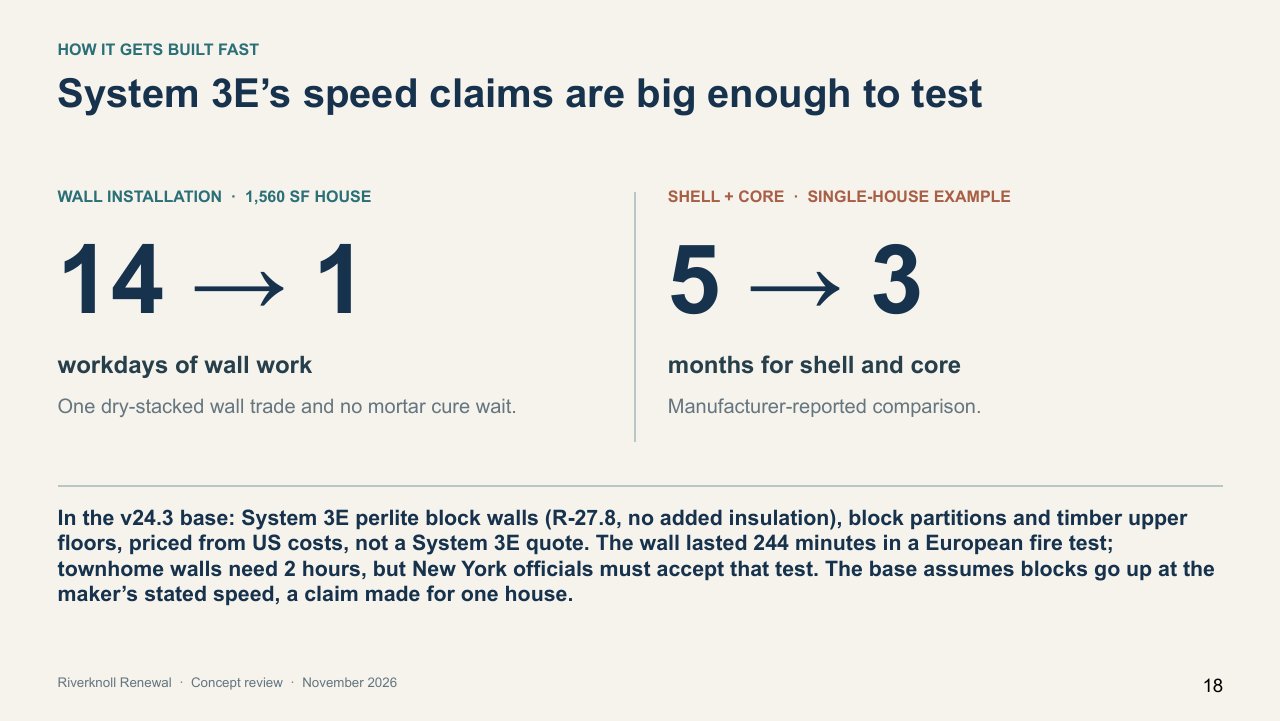 HOW IT GETS BUILT FAST
System 3E’s speed claims are big enough to test
WALL INSTALLATION · 1,560 SF HOUSE
14 → 1
workdays of wall work
One dry-stacked wall trade and no mortar cure wait.
SHELL + CORE · SINGLE-HOUSE EXAMPLE
5 → 3
months for shell and core
Manufacturer-reported comparison.
In the v24.3 base: System 3E perlite block walls (R-27.8, no added insulation), block partitions and timber upper
floors, priced from US costs, not a System 3E quote. The wall lasted 244 minutes in a European fire test;
townhome walls need 2 hours, but New York officials must accept that test. The base assumes blocks go up at the
maker’s stated speed, a claim made for one house.
Riverknoll Renewal · Concept review · November 2026
18